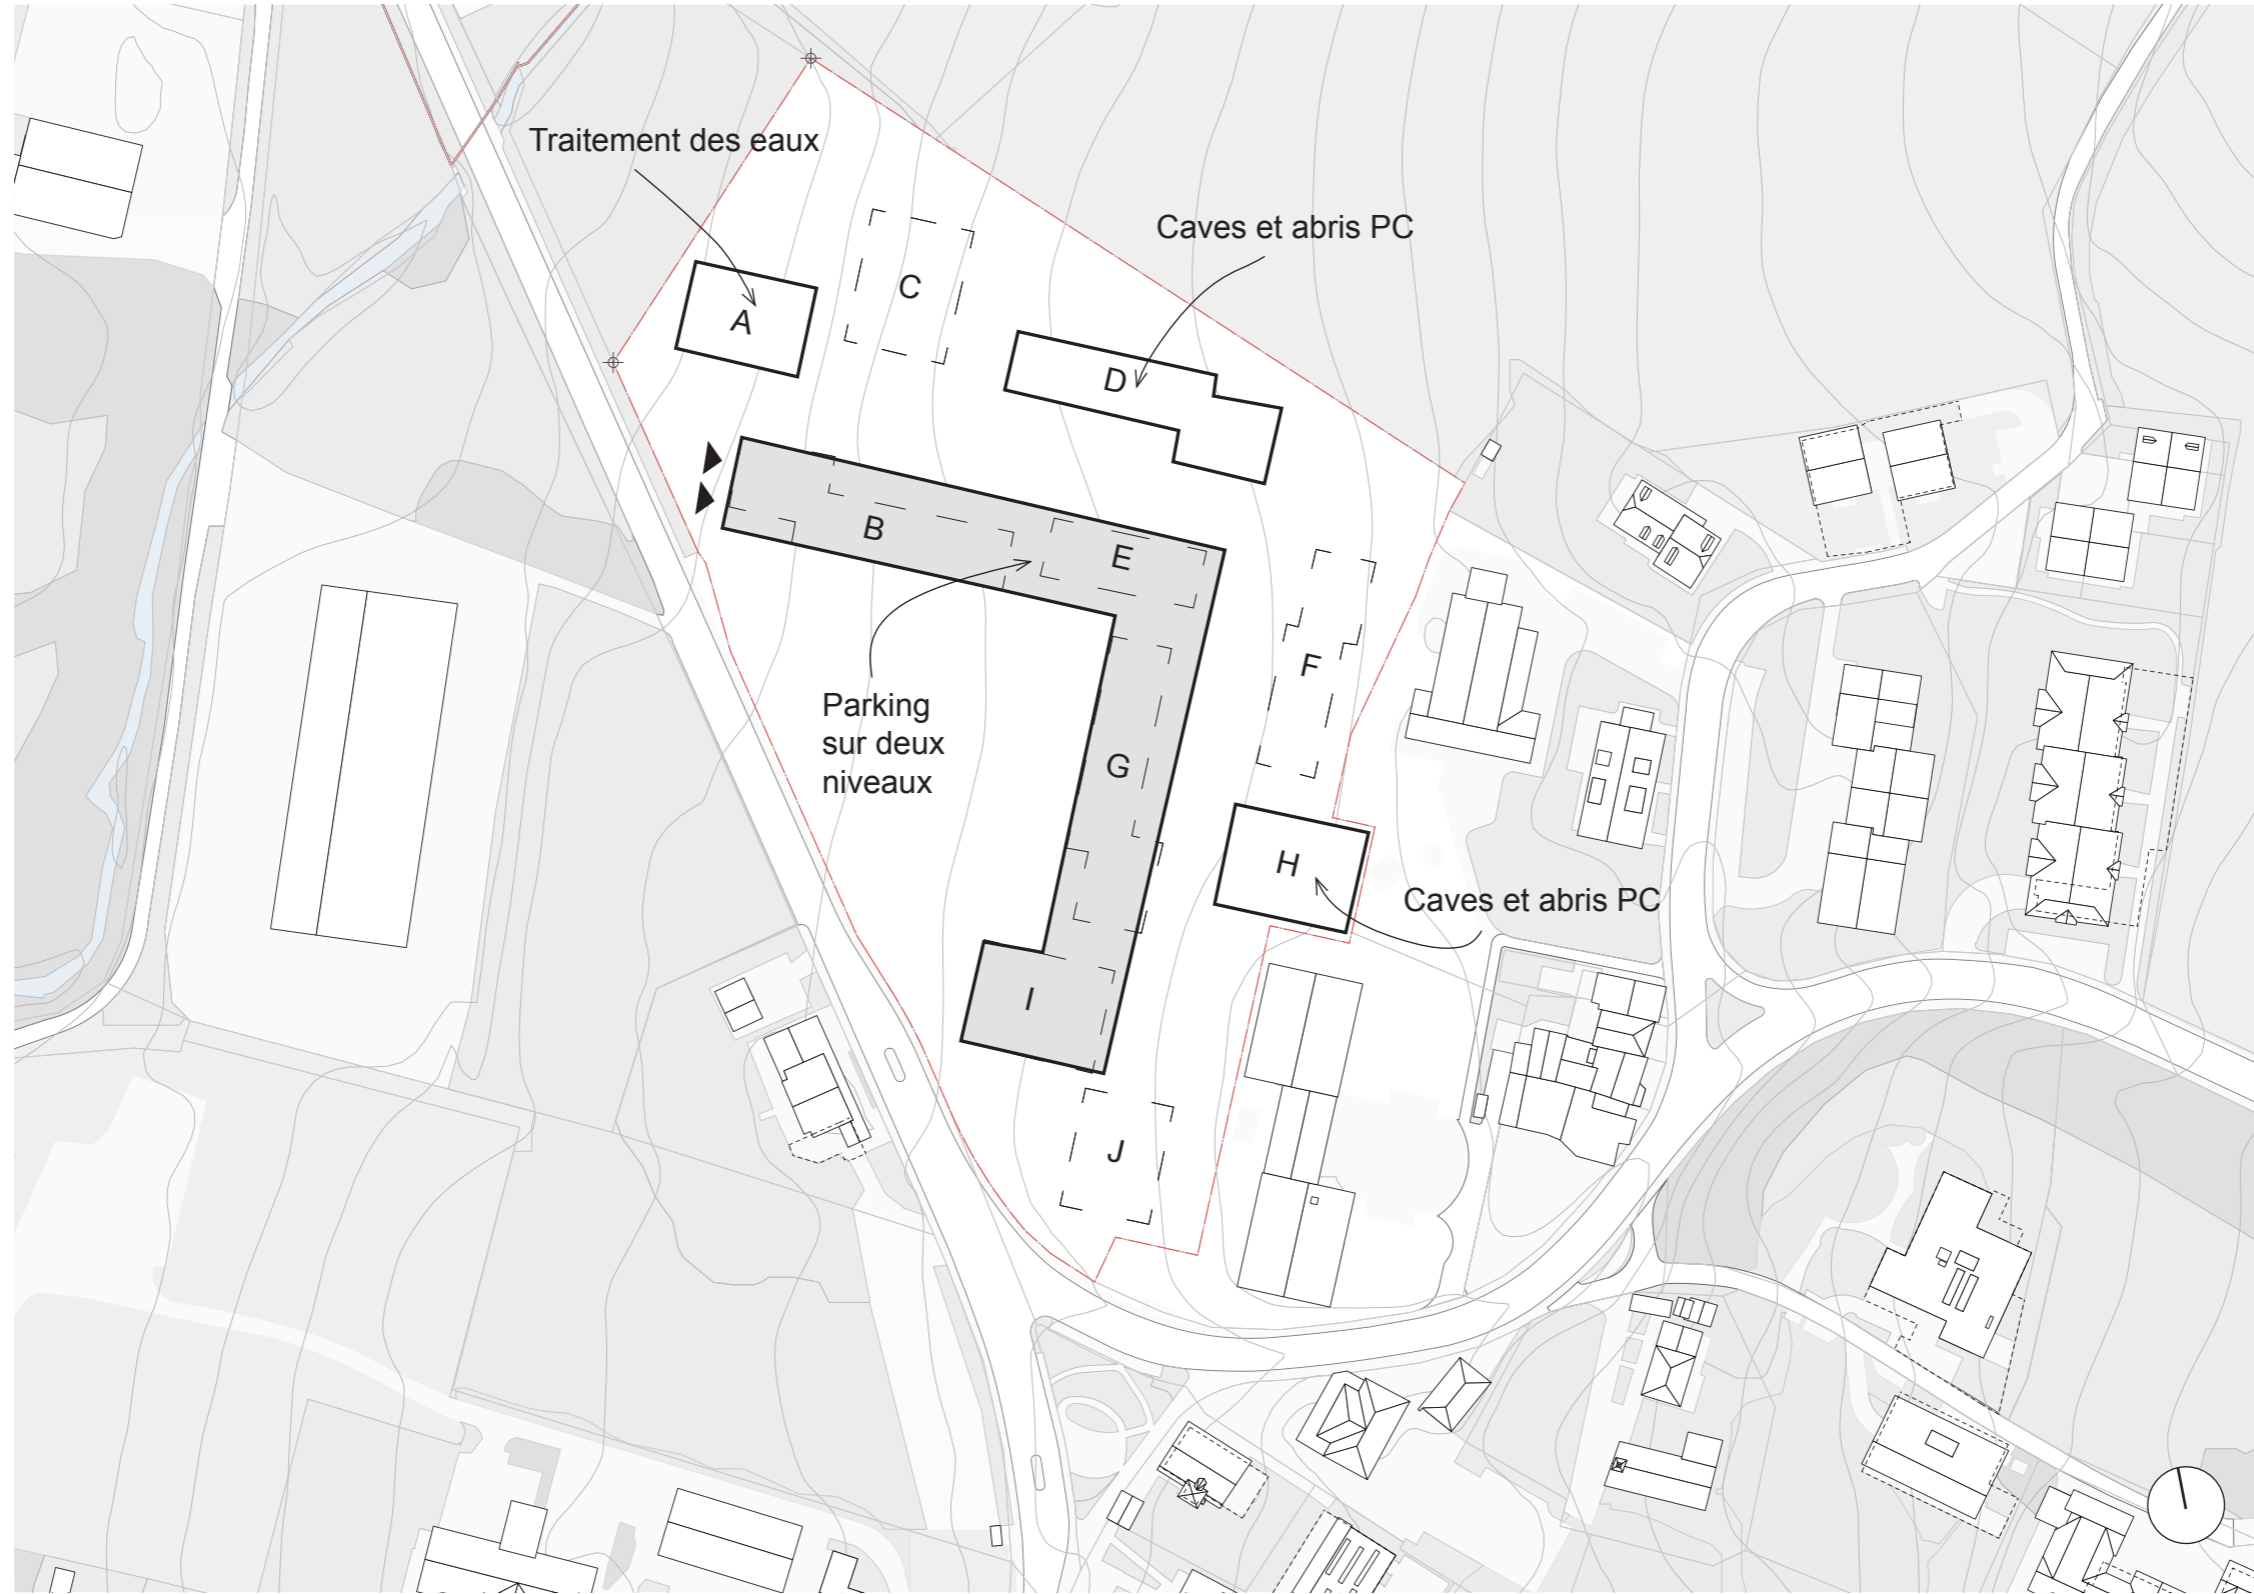 Traitement des eaux
Caves et abris PC
C
A
D
B
E
F
Parking
sur deux
niveaux
G
H
Caves et abris PC
I
J